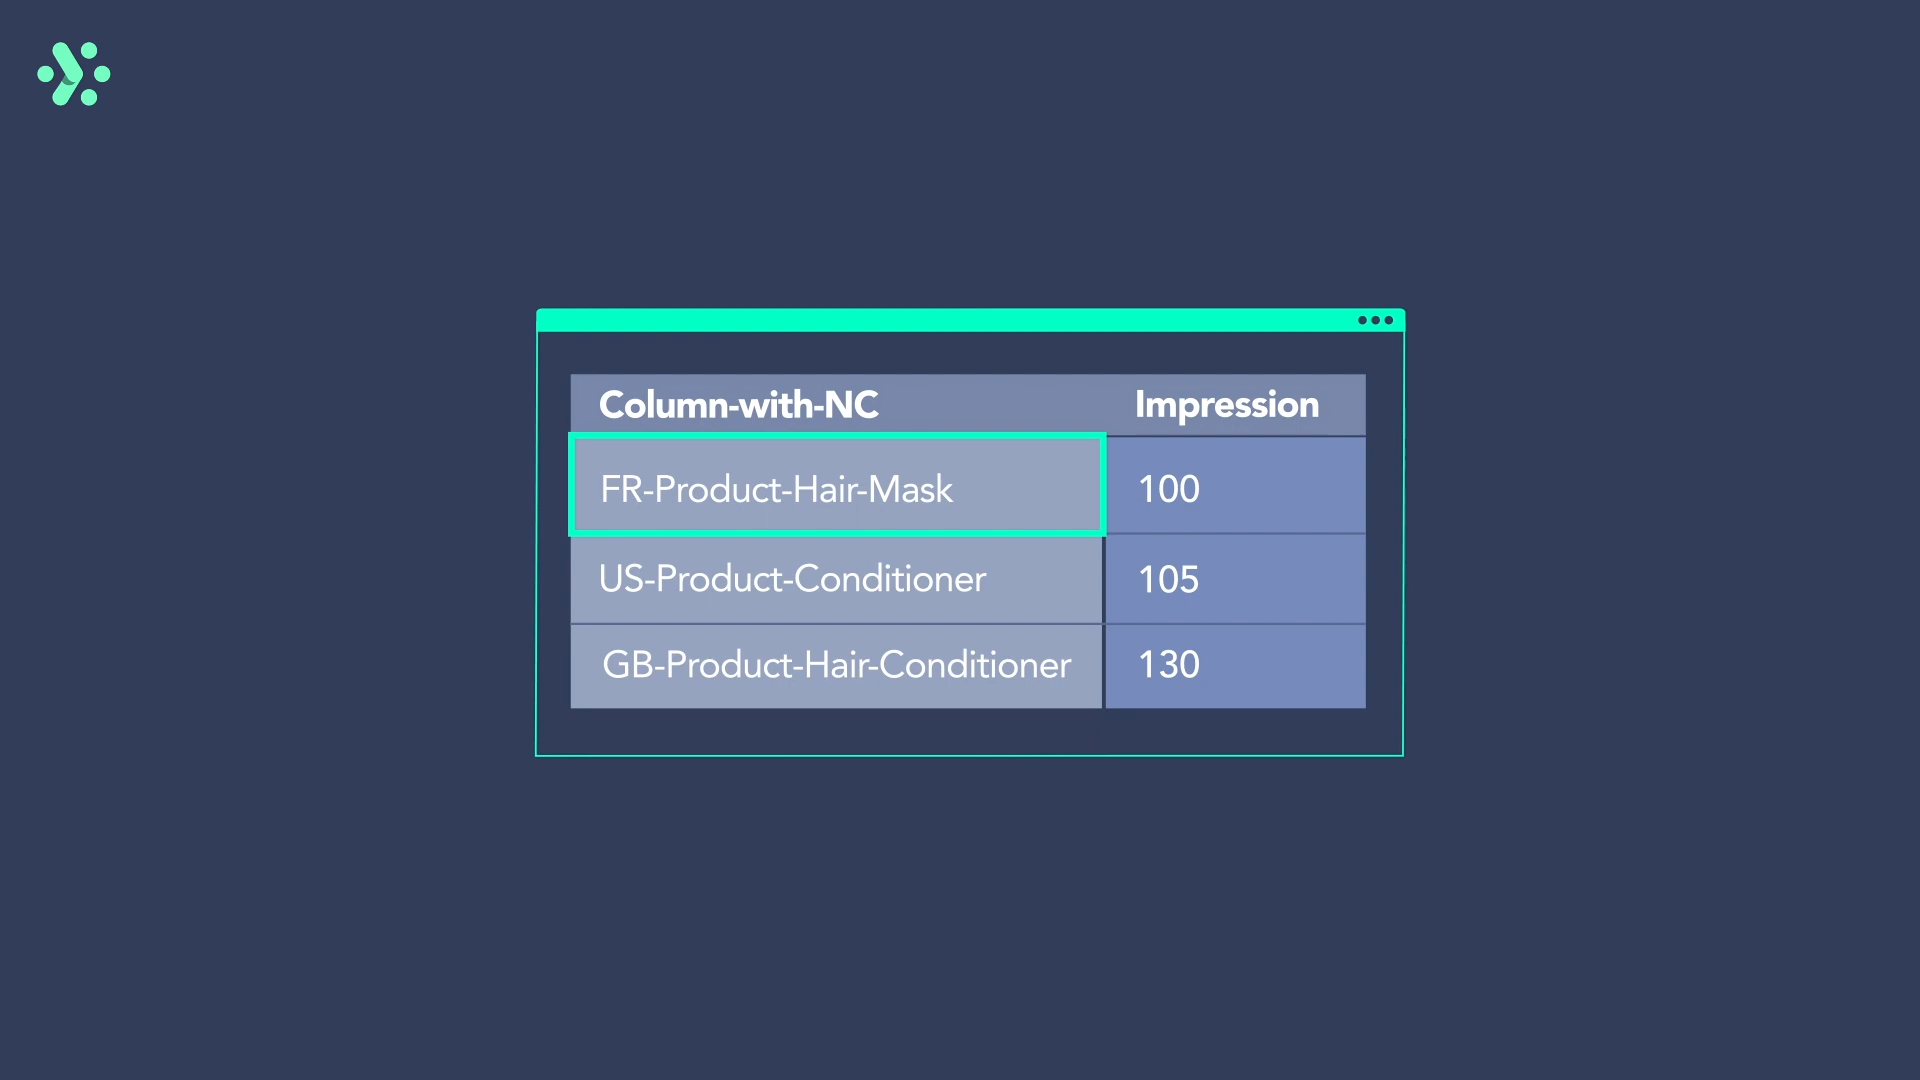 Column-with-NC Impression
FR-Product-Hair-Mask 100
US-Product-Conditioner 105
GB-Product-Hair-Conditioner 130